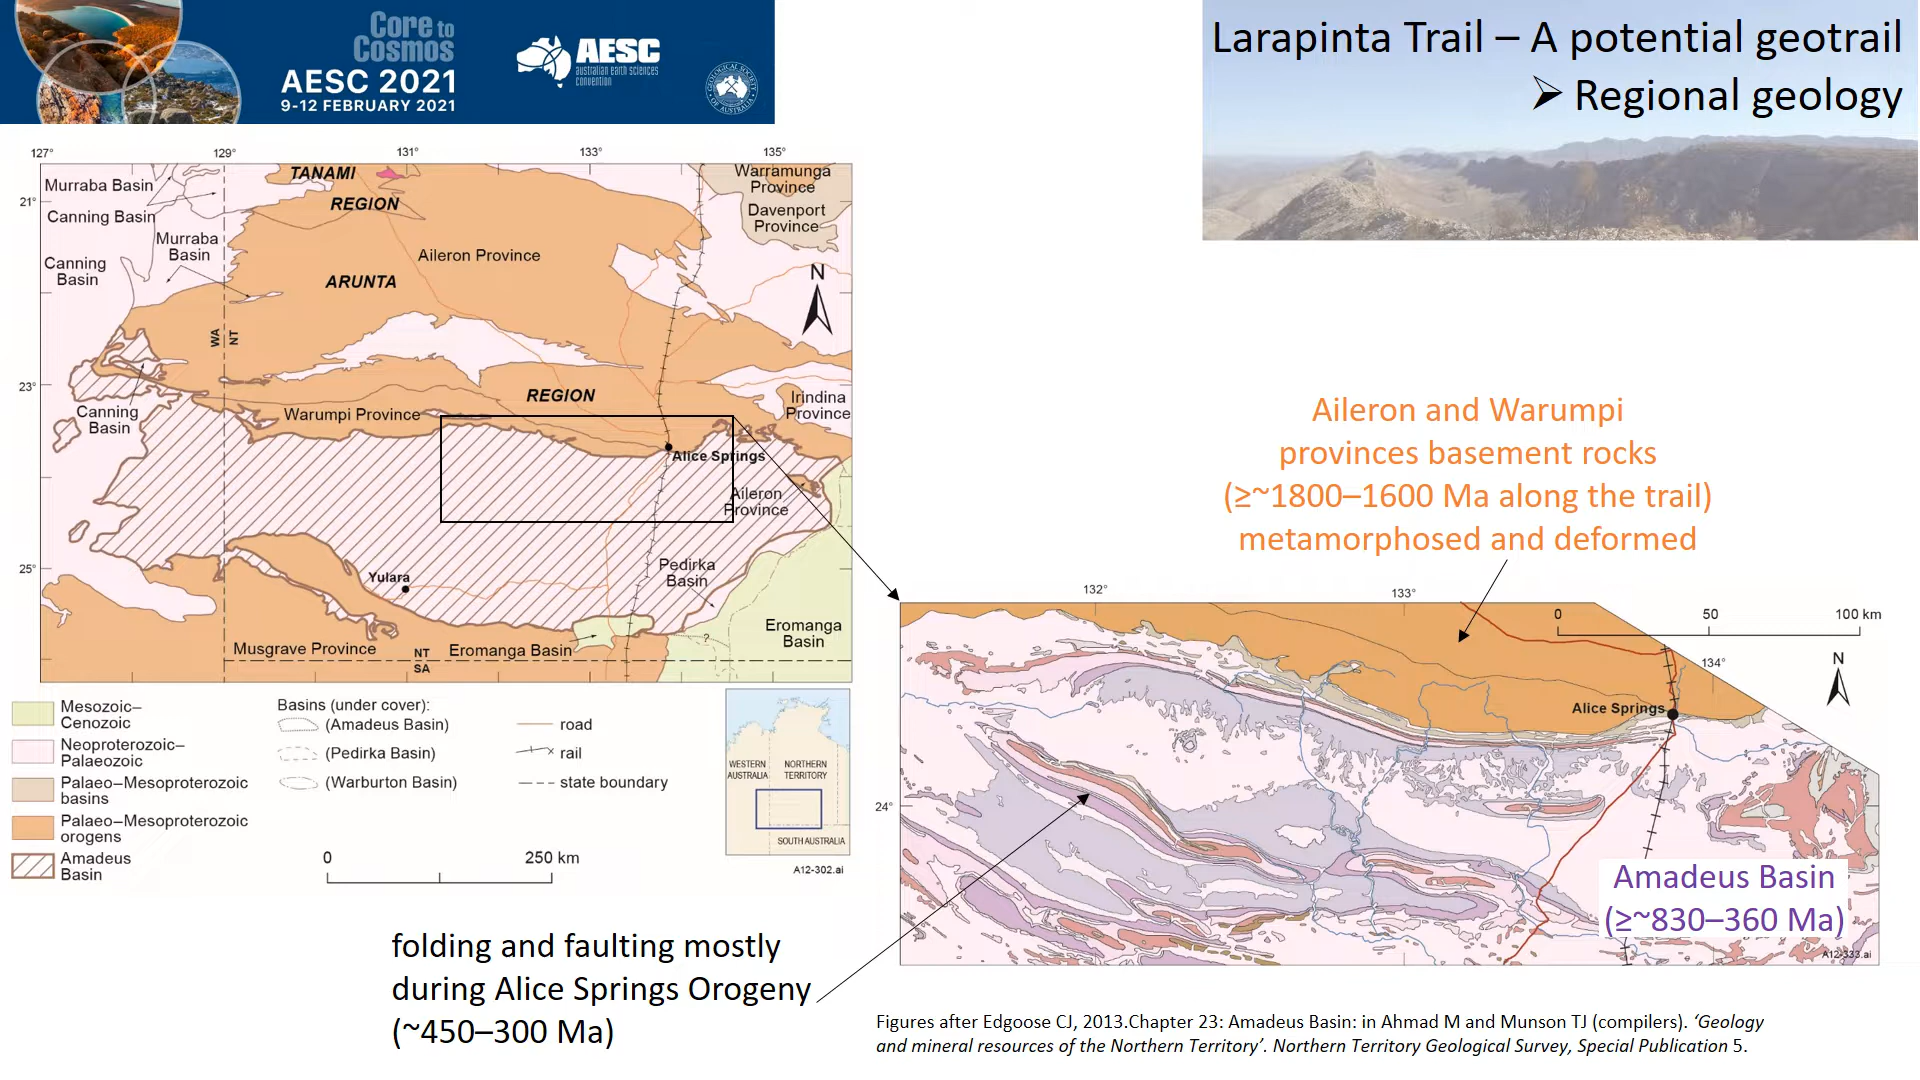 Core to
Cosmos
AESC 2021
9-12 FEBRUARY 2021
AESC
australian earth sciences
convention
GEOLOGICAL SOCIETY
OF AUSTRALIA
Larapinta Trail – A potential geotrail
➢ Regional geology
127°
129°
131°
133°
135°
21°
23°
25°
Murraba Basin
Canning Basin
Murraba
Basin
Canning
Basin
TANAMI
REGION
Aileron Province
ARUNTA
REGION
Warramunga
Province
Davenport
Province
N
WA
NT
Canning
Basin
Warumpi Province
Irindina
Province
Alice Springs
Aileron
Province
Yulara
Pedirka
Basin
?
Musgrave Province
NT
SA
Eromanga Basin
Eromanga
Basin
Mesozoic–
Cenozoic
Neoproterozoic–
Palaeozoic
Palaeo–Mesoproterozoic
basins
Palaeo–Mesoproterozoic
orogens
Amadeus
Basin
Basins (under cover):
(Amadeus Basin)
(Pedirka Basin)
(Warburton Basin)
road
rail
state boundary
0
250 km
WESTERN
AUSTRALIA
NORTHERN
TERRITORY
SOUTH AUSTRALIA
A12-302.ai
Aileron and Warumpi
provinces basement rocks
(≥~1800–1600 Ma along the trail)
metamorphosed and deformed
132°
133°
134°
24°
0
50
100 km
N
Alice Springs
Amadeus Basin
(≥~830–360 Ma)
A12-333.ai
folding and faulting mostly
during Alice Springs Orogeny
(~450–300 Ma)
Figures after Edgoose CJ, 2013.Chapter 23: Amadeus Basin: in Ahmad M and Munson TJ (compilers). ‘Geology
and mineral resources of the Northern Territory’. Northern Territory Geological Survey, Special Publication 5.